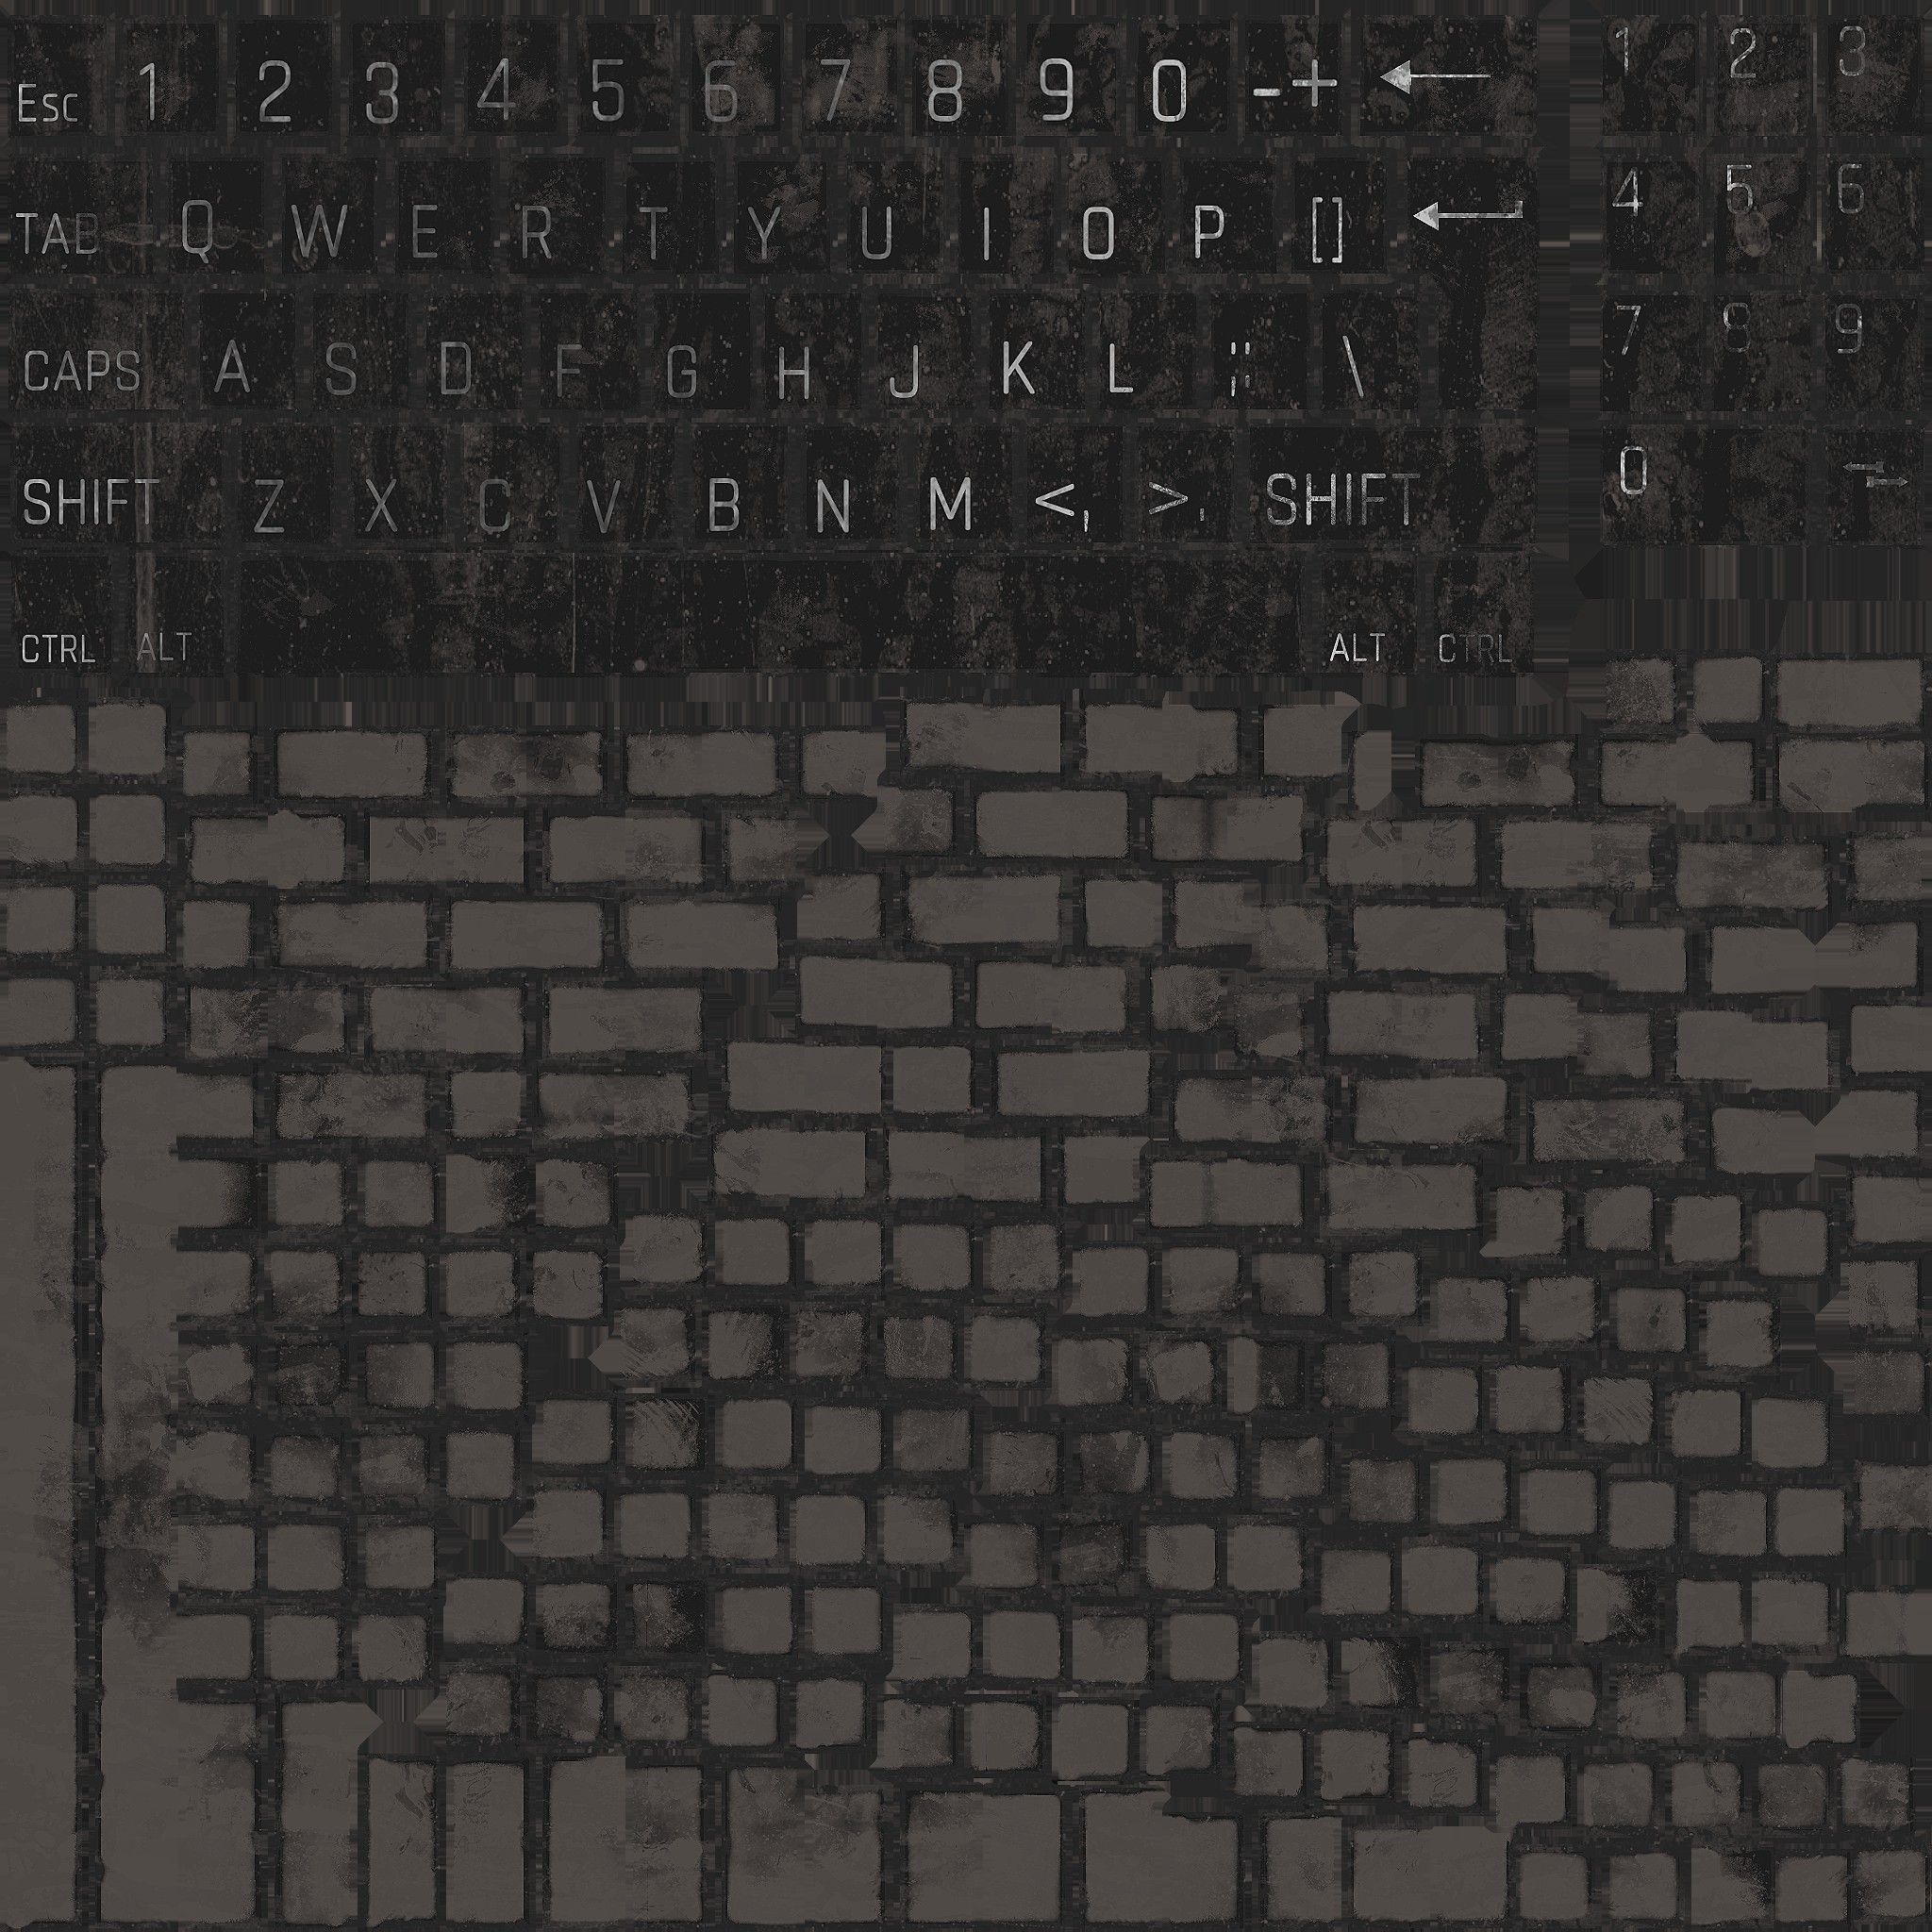 Esc 1 2 3 4 5 6 7 8 9 0 -+ ← 1 2 3
TAB Q W E R T Y U I O P [] ↵ 4 5 6
CAPS A S D F G H J K L ;: \ 7 8 9
SHIFT Z X C V B N M <, >. SHIFT 0
CTRL ALT ALT CTRL